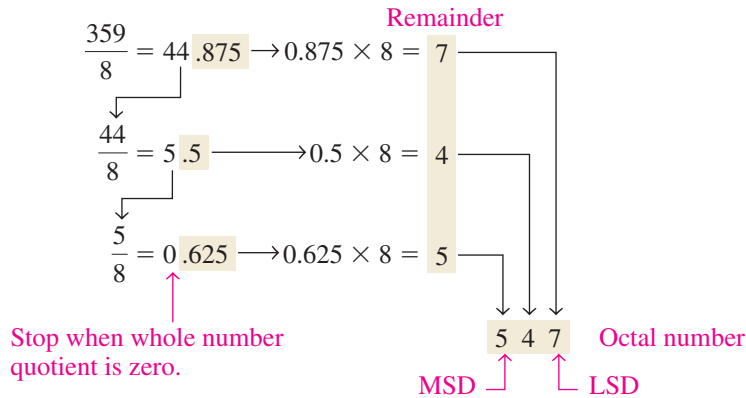 Remainder
359/8 = 44.875 → 0.875 × 8 = 7
44/8 = 5.5 → 0.5 × 8 = 4
5/8 = 0.625 → 0.625 × 8 = 5
Stop when whole number
quotient is zero.
5 4 7 Octal number
MSD LSD